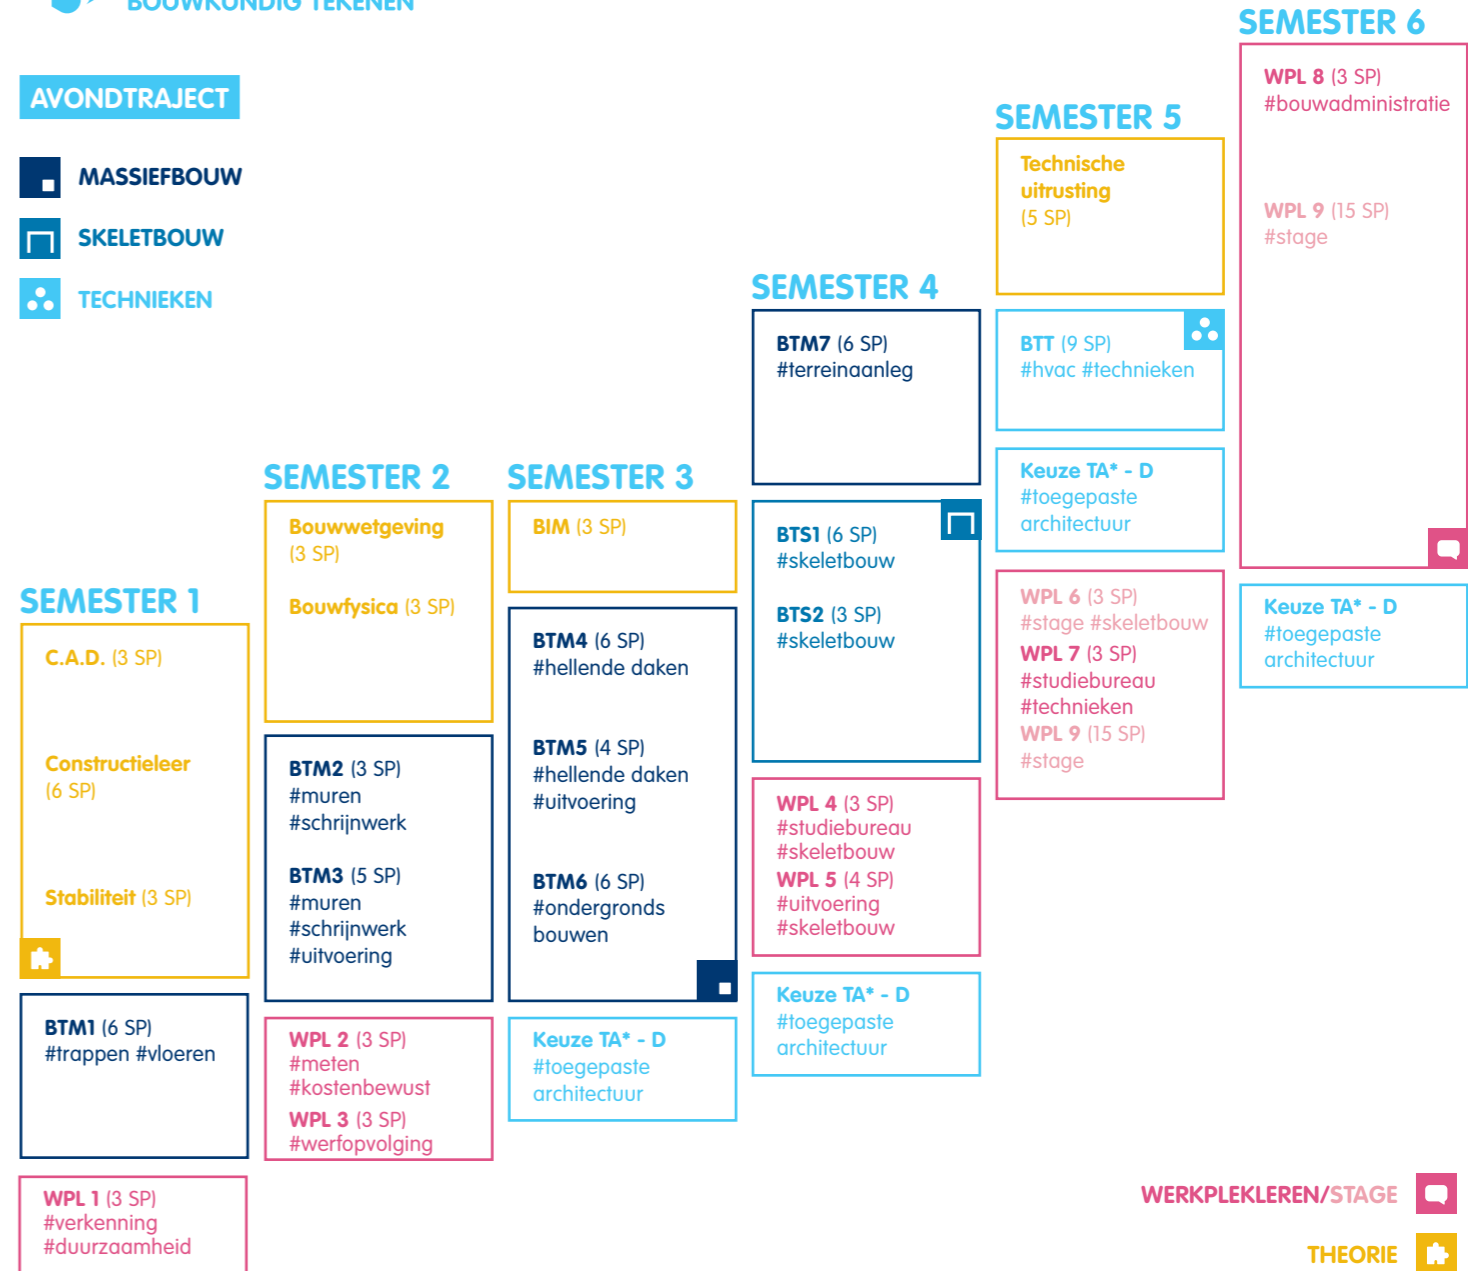 BOUWKUNDIG TEKENEN
AVONDTRAJECT
MASSIEFBOUW
SKELETBOUW
TECHNIEKEN
SEMESTER 1
C.A.D. (3 SP)
Constructieleer
(6 SP)
Stabiliteit (3 SP)
BTM1 (6 SP)
#trappen #vloeren
WPL 1 (3 SP)
#verkenning
#duurzaamheid
SEMESTER 2
Bouwwetgeving
(3 SP)
Bouwfysica (3 SP)
BTM2 (3 SP)
#muren
#schrijnwerk
BTM3 (5 SP)
#muren
#schrijnwerk
#uitvoering
WPL 2 (3 SP)
#meten
#kostenbewust
WPL 3 (3 SP)
#werfopvolging
SEMESTER 3
BIM (3 SP)
BTM4 (6 SP)
#hellende daken
BTM5 (4 SP)
#hellende daken
#uitvoering
BTM6 (6 SP)
#ondergronds
bouwen
Keuze TA* - D
#toegepaste
architectuur
SEMESTER 4
BTM7 (6 SP)
#terreinaanleg
BTS1 (6 SP)
#skeletbouw
BTS2 (3 SP)
#skeletbouw
WPL 4 (3 SP)
#studiebureau
#skeletbouw
WPL 5 (4 SP)
#uitvoering
#skeletbouw
Keuze TA* - D
#toegepaste
architectuur
SEMESTER 5
Technische
uitrusting
(5 SP)
BTT (9 SP)
#hvac #technieken
Keuze TA* - D
#toegepaste
architectuur
WPL 6 (3 SP)
#stage #skeletbouw
WPL 7 (3 SP)
#studiebureau
#technieken
WPL 9 (15 SP)
#stage
SEMESTER 6
WPL 8 (3 SP)
#bouwadministratie
WPL 9 (15 SP)
#stage
Keuze TA* - D
#toegepaste
architectuur
WERKPLEKLEREN/STAGE
THEORIE